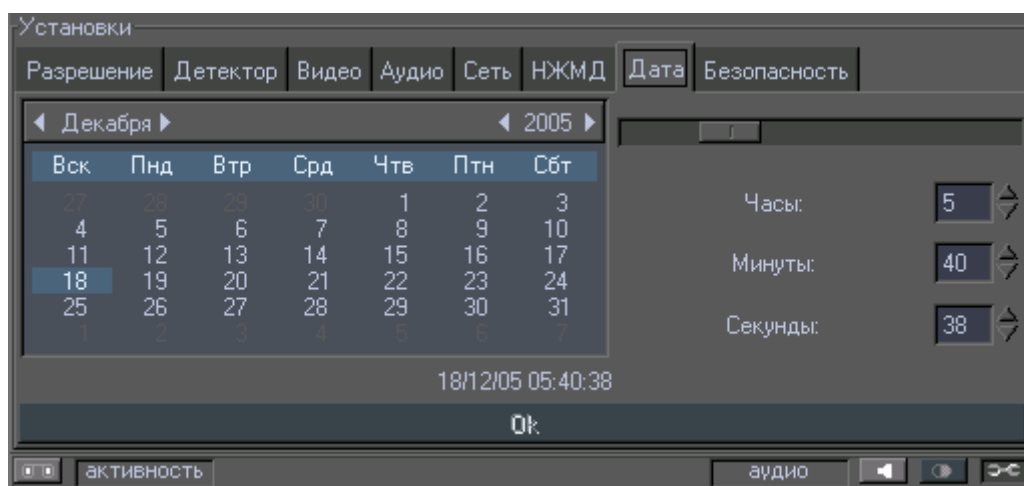 Установки
Разрешение Детектор Видео Аудио Сеть НЖМД Дата Безопасность
Декабря 2005
Вск Пнд Втр Срд Чтв Птн Сбт
27 28 29 30 1 2 3
4 5 6 7 8 9 10
11 12 13 14 15 16 17
18 19 20 21 22 23 24
25 26 27 28 29 30 31
1 2 3 4 5 6 7
Часы: 5
Минуты: 40
Секунды: 38
18/12/05 05:40:38
Ok
активность аудио